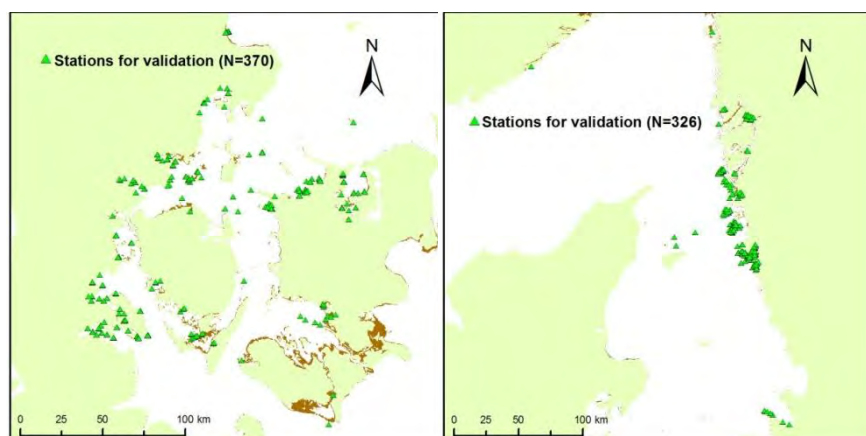 Stations for validation (N=370)
N
0 25 50 100 km
Stations for validation (N=326)
N
0 25 50 100 km